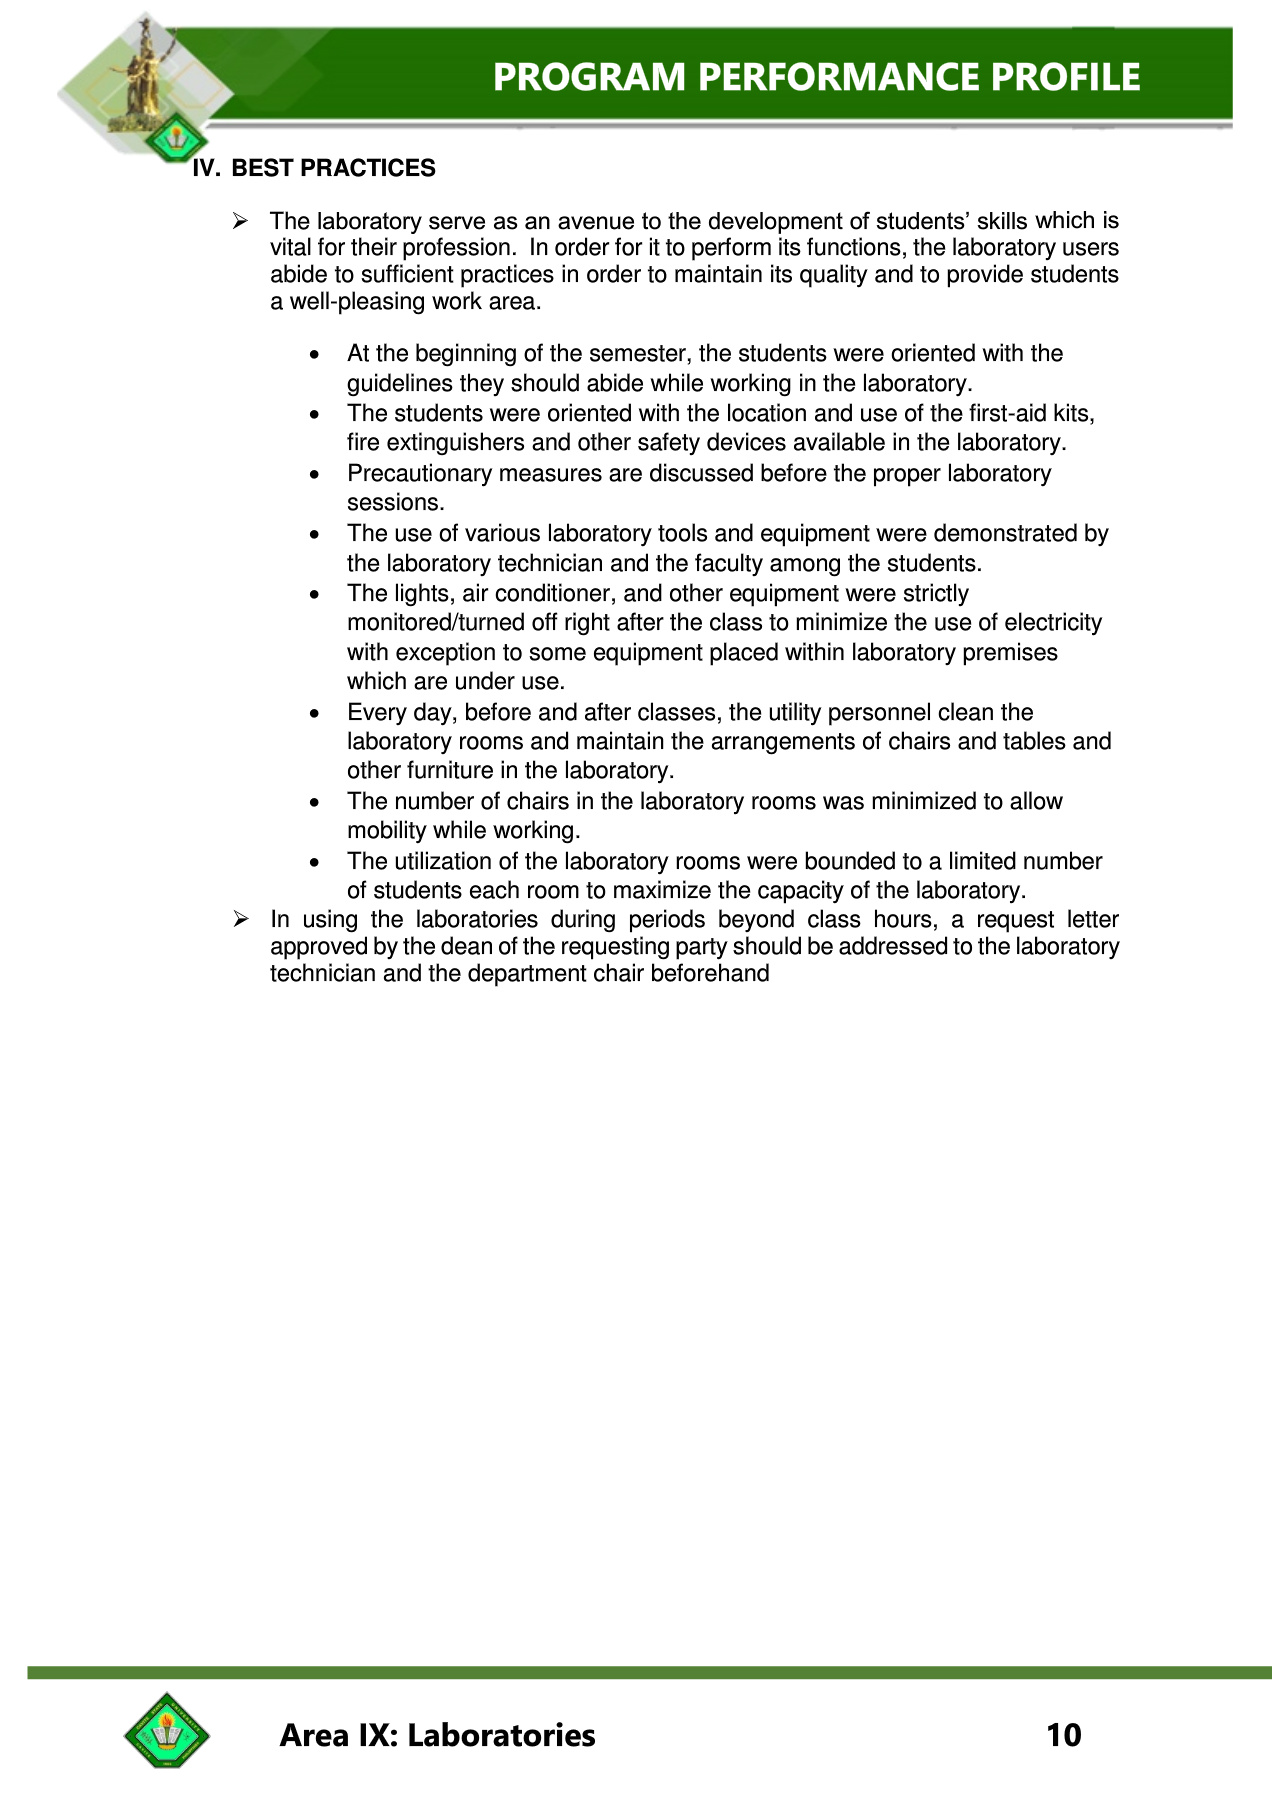 PROGRAM PERFORMANCE PROFILE
IV. BEST PRACTICES
➢ The laboratory serve as an avenue to the development of students’ skills which is
vital for their profession.  In order for it to perform its functions, the laboratory users
abide to sufficient practices in order to maintain its quality and to provide students
a well-pleasing work area.
• At the beginning of the semester, the students were oriented with the
guidelines they should abide while working in the laboratory.
• The students were oriented with the location and use of the first-aid kits,
fire extinguishers and other safety devices available in the laboratory.
• Precautionary measures are discussed before the proper laboratory
sessions.
• The use of various laboratory tools and equipment were demonstrated by
the laboratory technician and the faculty among the students.
• The lights, air conditioner, and other equipment were strictly
monitored/turned off right after the class to minimize the use of electricity
with exception to some equipment placed within laboratory premises
which are under use.
• Every day, before and after classes, the utility personnel clean the
laboratory rooms and maintain the arrangements of chairs and tables and
other furniture in the laboratory.
• The number of chairs in the laboratory rooms was minimized to allow
mobility while working.
• The utilization of the laboratory rooms were bounded to a limited number
of students each room to maximize the capacity of the laboratory.
➢ In using the laboratories during periods beyond class hours, a request letter
approved by the dean of the requesting party should be addressed to the laboratory
technician and the department chair beforehand
Area IX: Laboratories 10